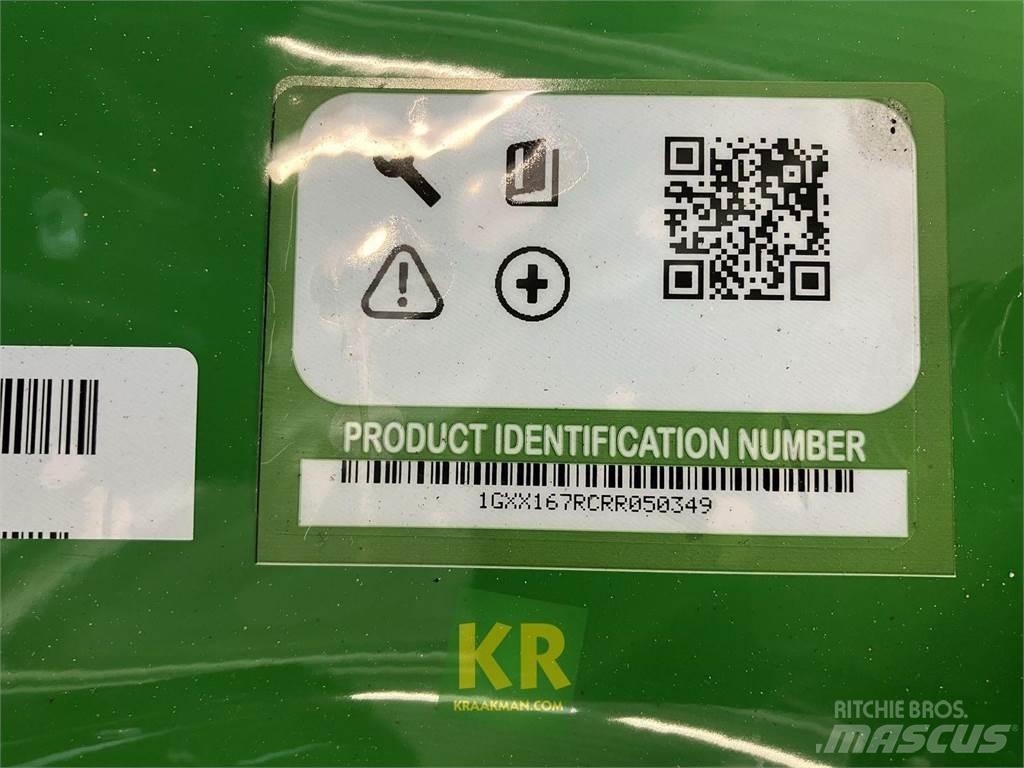 PRODUCT IDENTIFICATION NUMBER
1GXX167RCRR050349
KR
KRAAKMAN.COM
RITCHIE BROS.
MASCUS